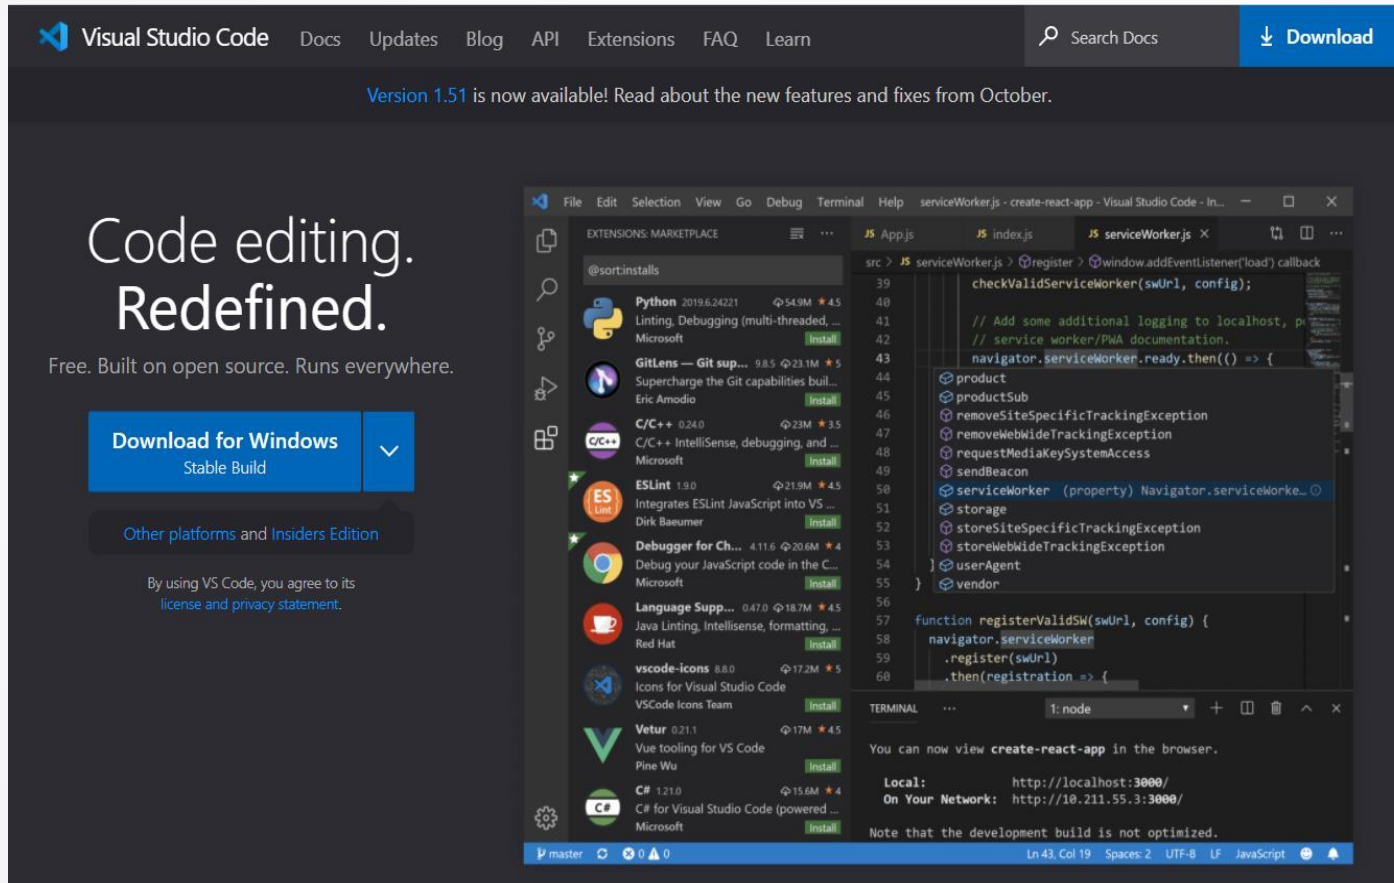 Visual Studio Code Docs Updates Blog API Extensions FAQ Learn Search Docs Download
Version 1.51 is now available! Read about the new features and fixes from October.
Code editing.
Redefined.
Free. Built on open source. Runs everywhere.
Download for Windows
Stable Build
Other platforms and Insiders Edition
By using VS Code, you agree to its
license and privacy statement.
File Edit Selection View Go Debug Terminal Help serviceWorker.js - create-react-app - Visual Studio Code - In...
EXTENSIONS: MARKETPLACE
@sort:installs
Python 2019.6.24221 54.9M 4.5
Linting, Debugging (multi-threaded, ...
Microsoft Install
GitLens — Git sup... 9.8.5 23.1M 5
Supercharge the Git capabilities buil...
Eric Amodio Install
C/C++
C/C++ 0.24.0 23M 3.5
C/C++ IntelliSense, debugging, and ...
Microsoft Install
ES
Lint
ESLint 1.9.0 21.9M 4.5
Integrates ESLint JavaScript into VS ...
Dirk Baeumer Install
Debugger for Ch... 4.11.6 20.6M 4
Debug your JavaScript code in the C...
Microsoft Install
Language Supp... 0.47.0 18.7M 4.5
Java Linting, Intellisense, formatting, ...
Red Hat Install
vscode-icons 8.8.0 17.2M 5
Icons for Visual Studio Code
VSCode Icons Team Install
Vetur 0.21.1 17M 4.5
Vue tooling for VS Code
Pine Wu Install
C#
C# 1.21.0 15.6M 4
C# for Visual Studio Code (powered ...
Microsoft Install
JS App.js JS index.js JS serviceWorker.js
src > JS serviceWorker.js > register > window.addEventListener('load') callback
39 checkValidServiceWorker(swUrl, config);
40
41 // Add some additional logging to localhost, p
42 // service worker/PWA documentation.
43 navigator.serviceWorker.ready.then(() => {
44 product
45 productSub
46 removeSiteSpecificTrackingException
47 removeWebWideTrackingException
48 requestMediaKeySystemAccess
49 sendBeacon
50 serviceWorker (property) Navigator.serviceWorke...
51 storage
52 storeSiteSpecificTrackingException
53 storeWebWideTrackingException
54 } userAgent
55 } vendor
56
57 function registerValidSW(swUrl, config) {
58 navigator.serviceWorker
59 .register(swUrl)
60 .then(registration => {
TERMINAL ... 1: node
You can now view create-react-app in the browser.
Local: http://localhost:3000/
On Your Network: http://10.211.55.3:3000/
Note that the development build is not optimized.
master 0 0 Ln 43, Col 19 Spaces: 2 UTF-8 LF JavaScript